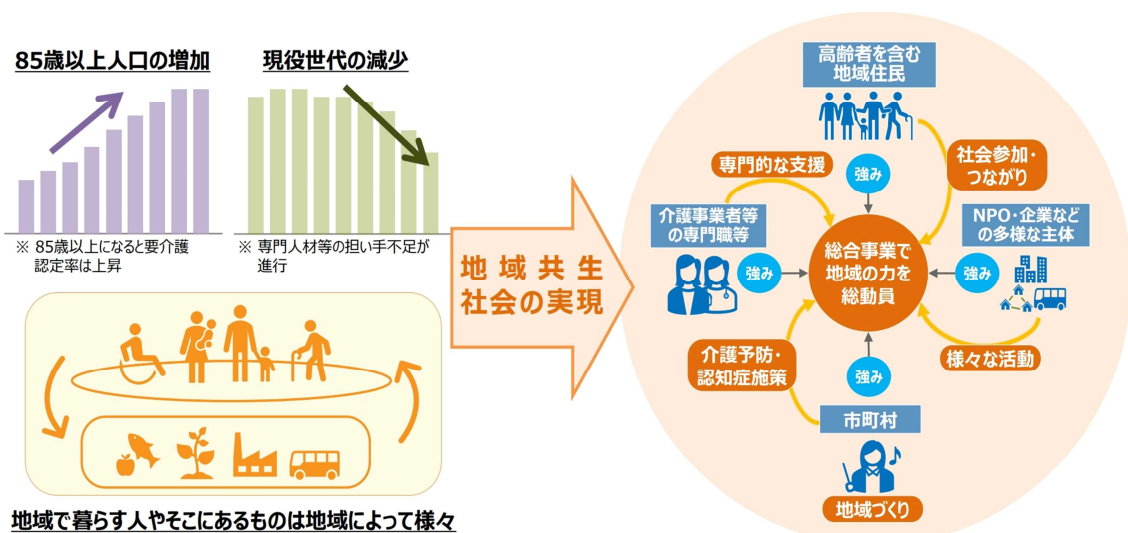 85歳以上人口の増加
現役世代の減少
※ 85歳以上になると要介護
認定率は上昇
※ 専門人材等の担い手不足が
進行
地域で暮らす人やそこにあるものは地域によって様々
地域共生
社会の実現
高齢者を含む
地域住民
専門的な支援
強み
社会参加・
つながり
介護事業者等
の専門職等
強み
総合事業で
地域の力を
総動員
強み
NPO・企業など
の多様な主体
介護予防・
認知症施策
強み
様々な活動
市町村
地域づくり